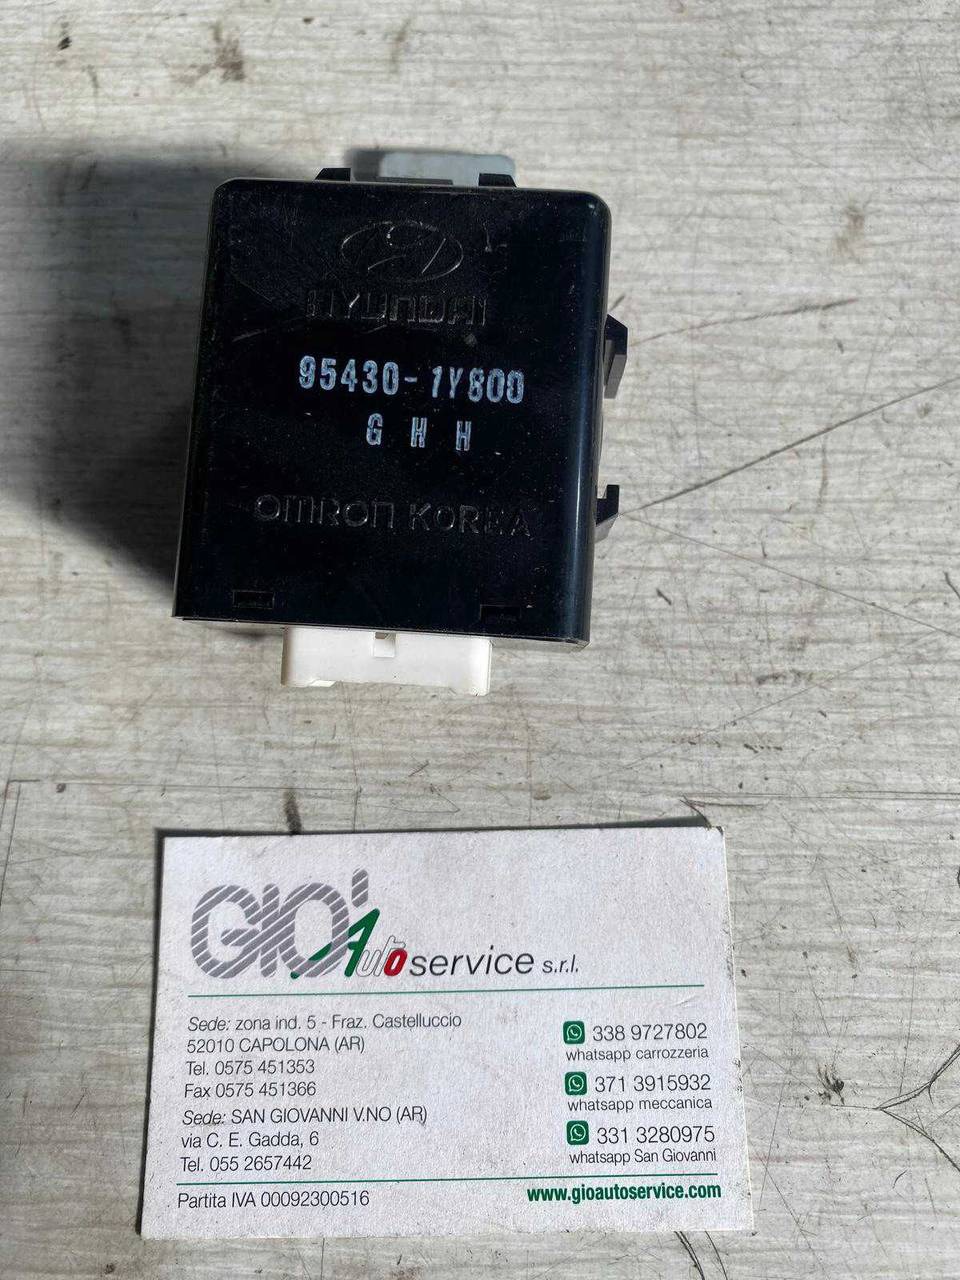 HYUNDAI
95430-1Y800
G H H
OMRON KOREA
GIO' Auto service s.r.l.
Sede: zona ind. 5 - Fraz. Castelluccio
52010 CAPOLONA (AR)
Tel. 0575 451353
Fax 0575 451366
Sede: SAN GIOVANNI V.NO (AR)
via C. E. Gadda, 6
Tel. 055 2657442
338 9727802
whatsapp carrozzeria
371 3915932
whatsapp meccanica
331 3280975
whatsapp San Giovanni
Partita IVA 00092300516
www.gioautoservice.com